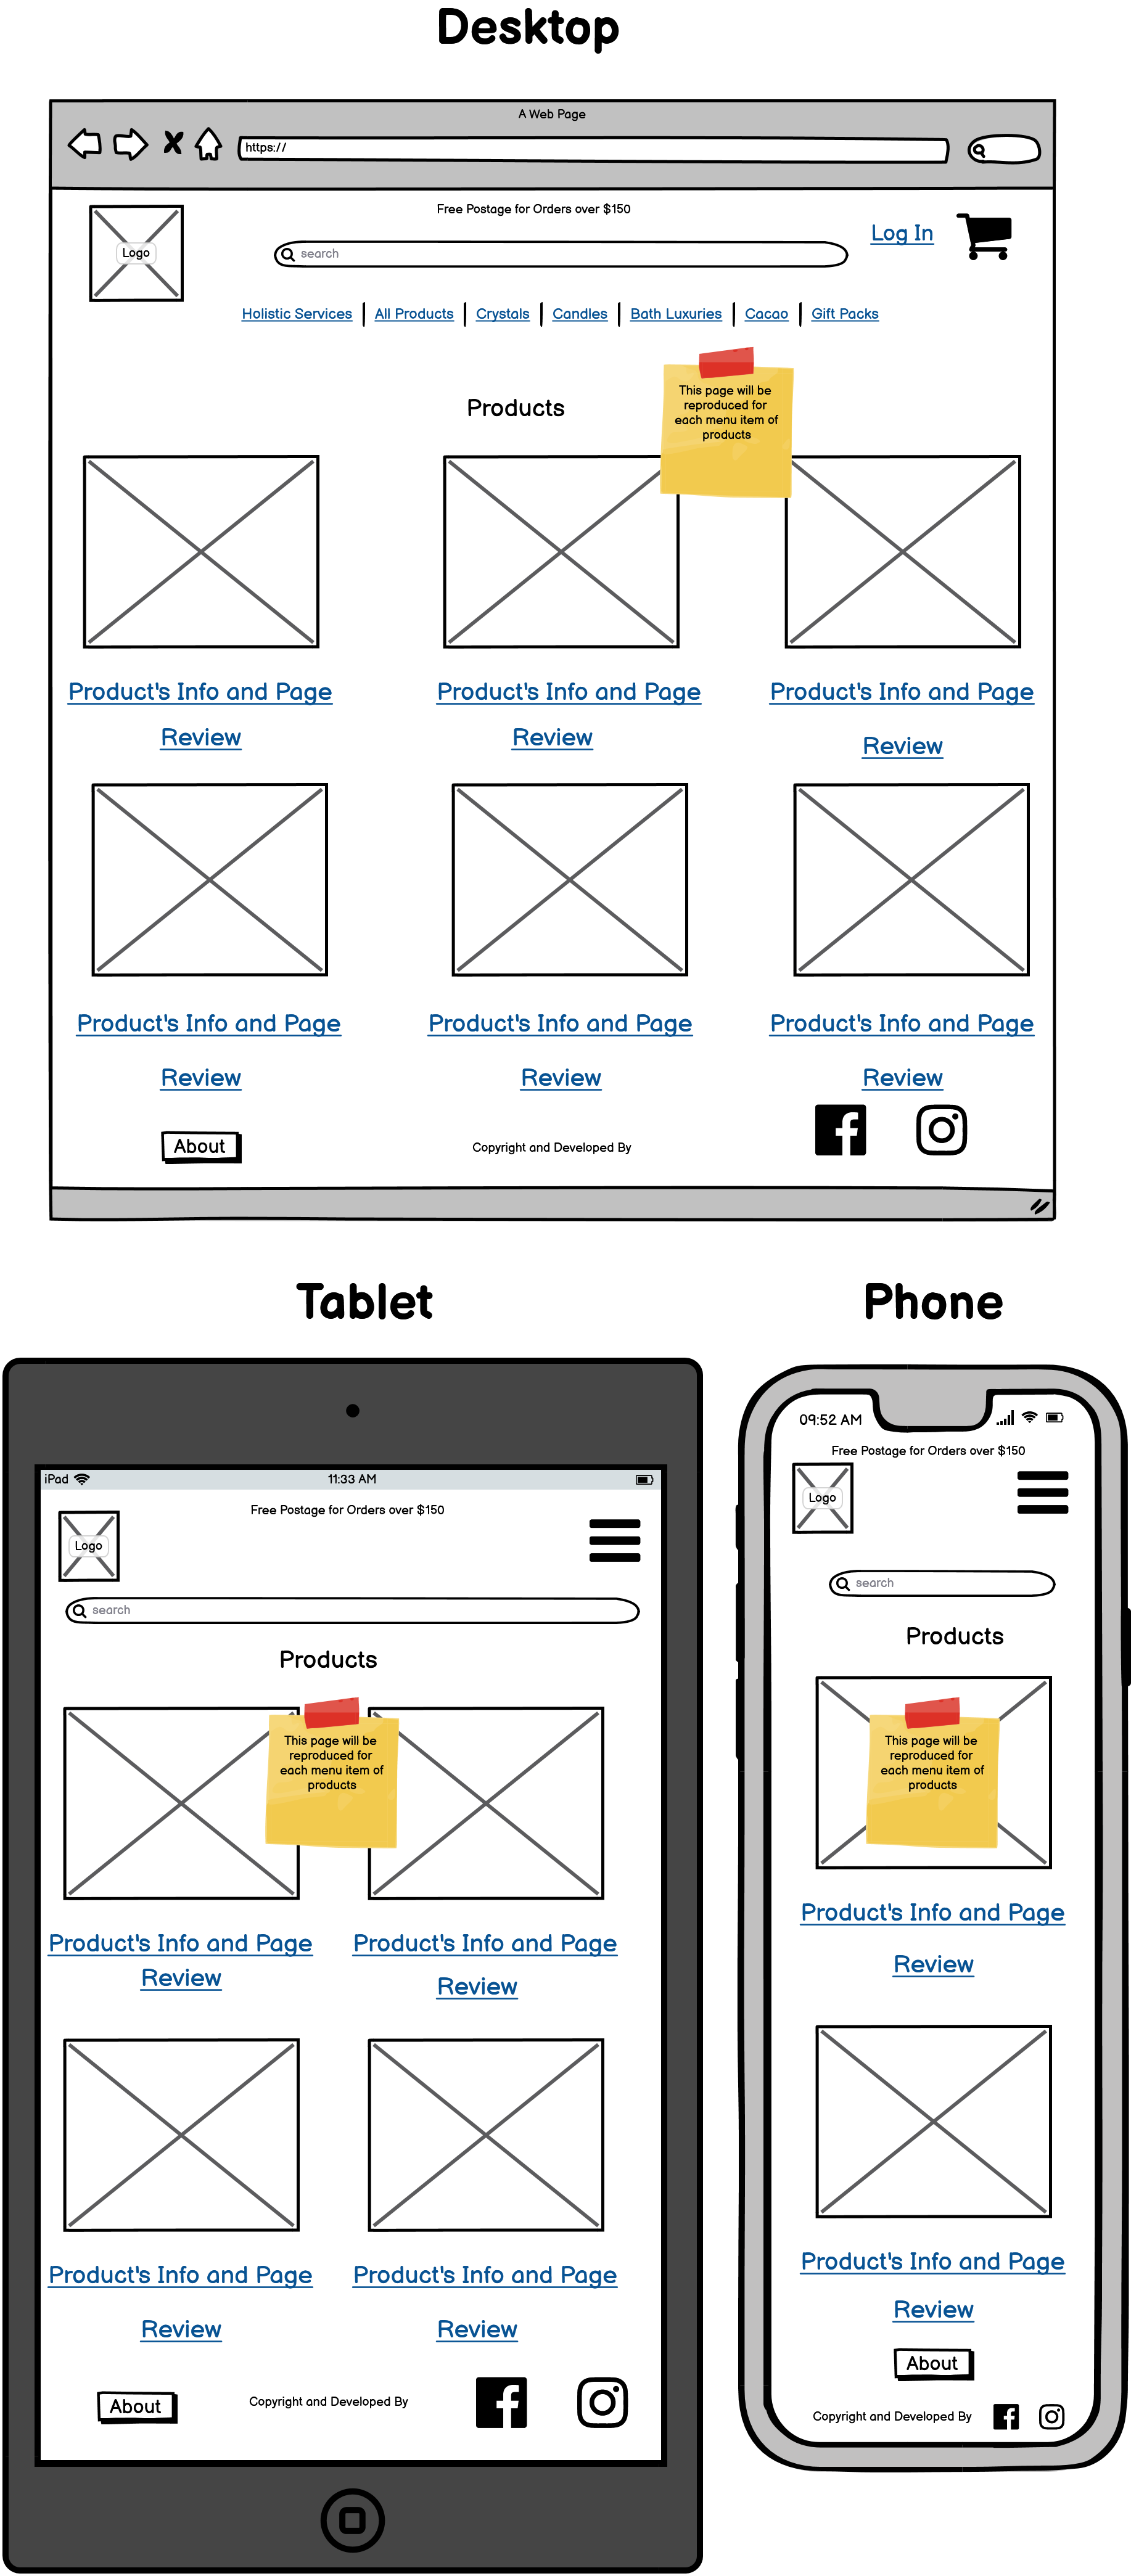 Desktop
A Web Page
https://
Free Postage for Orders over $150
Logo
Log In
search
Holistic Services All Products Crystals Candles Bath Luxuries Cacao Gift Packs
Products
This page will be
reproduced for
each menu item of
products
Product's Info and Page Product's Info and Page Product's Info and Page
Review Review Review
Product's Info and Page Product's Info and Page Product's Info and Page
Review Review Review
About
Copyright and Developed By
Tablet
iPad 11:33 AM
Free Postage for Orders over $150
Logo
search
Products
This page will be
reproduced for
each menu item of
products
Product's Info and Page Product's Info and Page
Review Review
Product's Info and Page Product's Info and Page
Review Review
About Copyright and Developed By
Phone
09:52 AM
Free Postage for Orders over $150
Logo
search
Products
This page will be
reproduced for
each menu item of
products
Product's Info and Page
Review
Product's Info and Page
Review
About
Copyright and Developed By